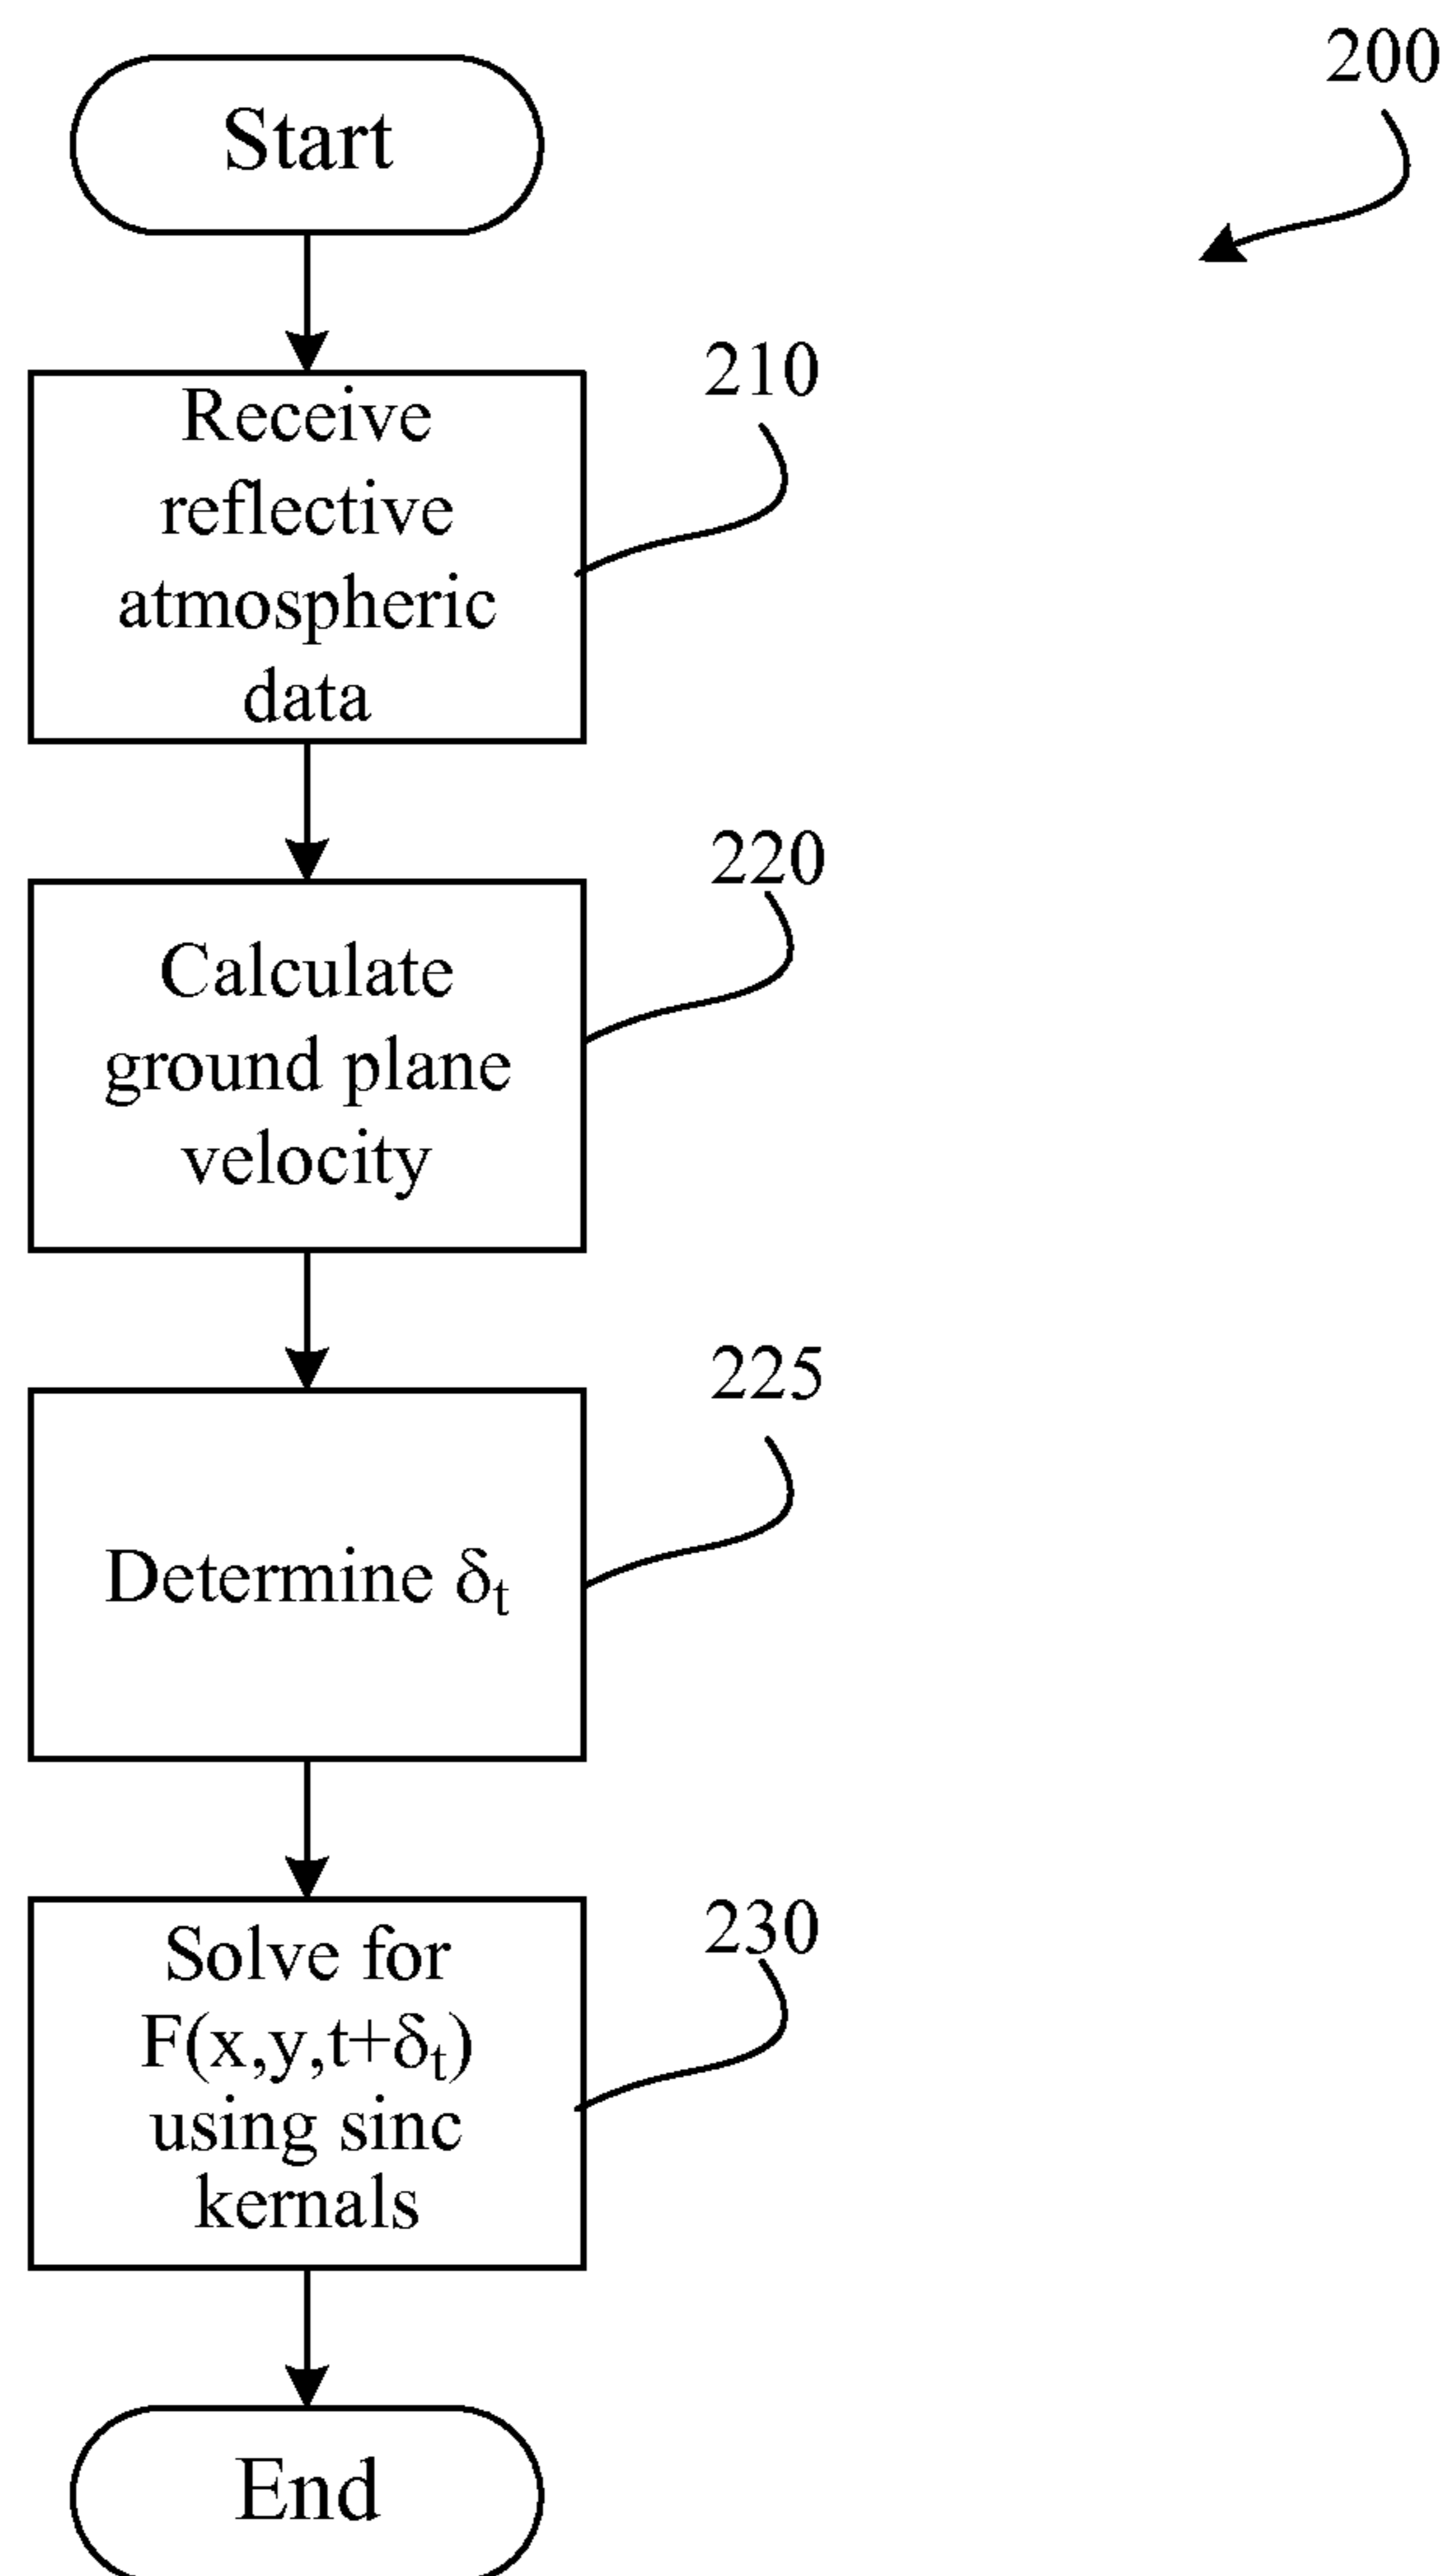 200
Start
210
Receive
reflective
atmospheric
data
220
Calculate
ground plane
velocity
225
Determine δt
230
Solve for
F(x,y,t+δt)
using sinc
kernals
End